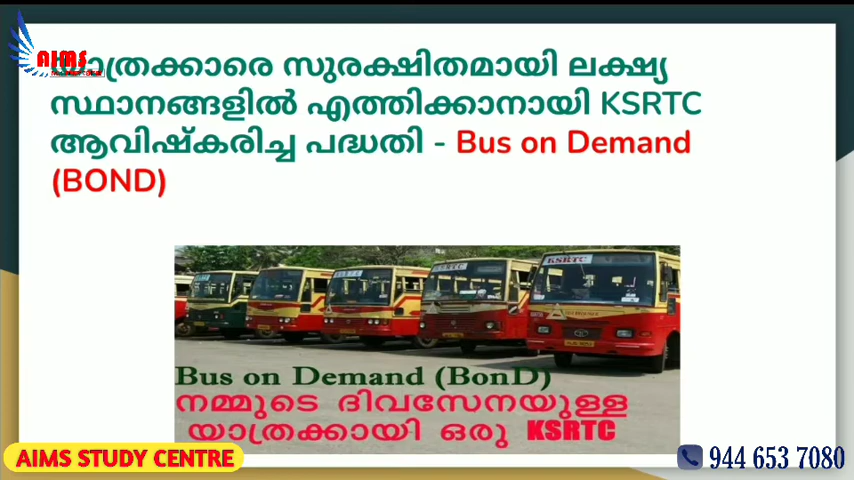 AIMS
യാത്രക്കാരെ സുരക്ഷിതമായി ലക്ഷ്യ
സ്ഥാനങ്ങളിൽ എത്തിക്കാനായി KSRTC
ആവിഷ്കരിച്ച പദ്ധതി - Bus on Demand
(BOND)
KSRTC
Bus on Demand (BonD)
നമ്മുടെ ദിവസേനയുള്ള
യാത്രക്കായി ഒരു KSRTC
AIMS STUDY CENTRE
944 653 7080